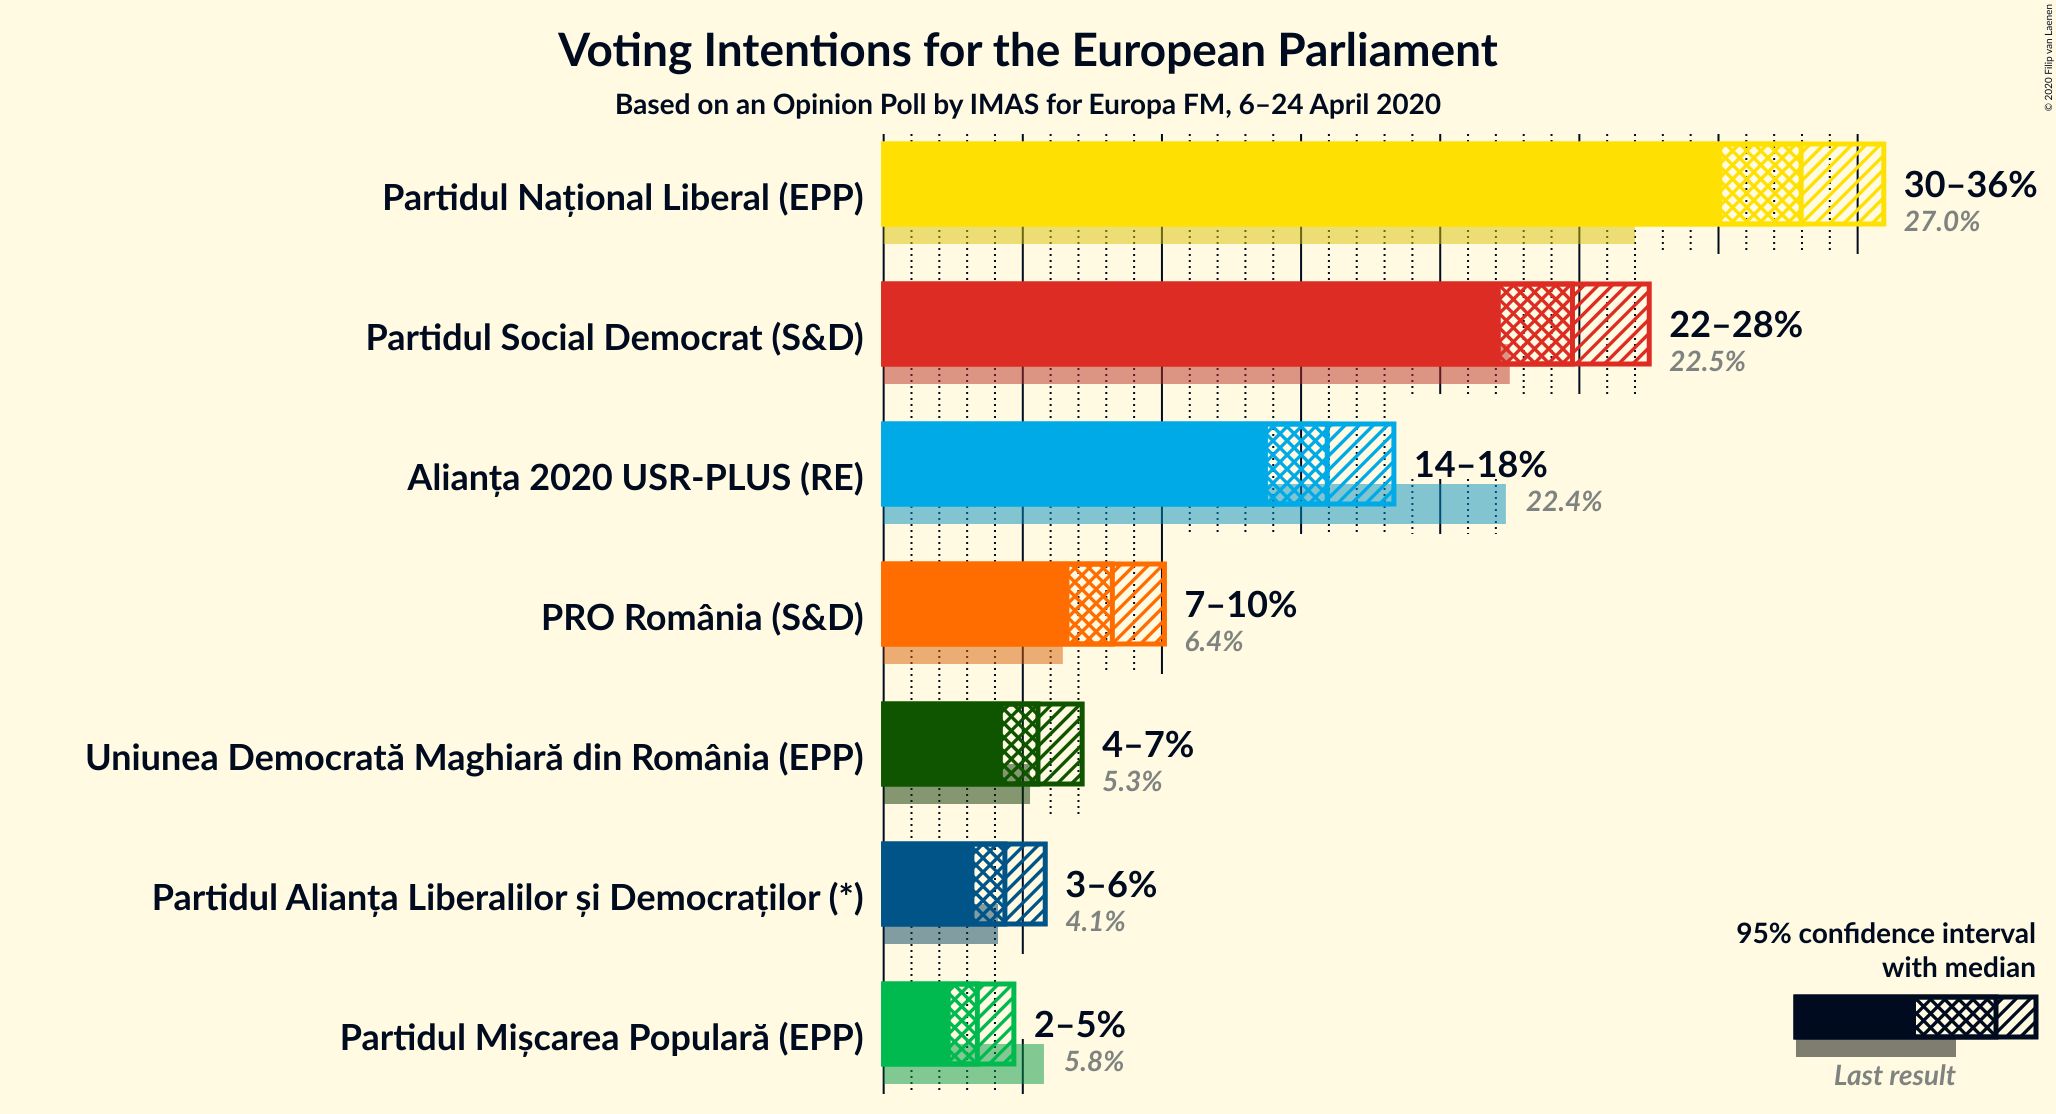 Voting Intentions for the European Parliament
Based on an Opinion Poll by IMAS for Europa FM, 6–24 April 2020
© 2020 Filip van Laenen
Partidul Național Liberal (EPP)
30–36%
27.0%
Partidul Social Democrat (S&D)
22–28%
22.5%
Alianța 2020 USR-PLUS (RE)
14–18%
22.4%
PRO România (S&D)
7–10%
6.4%
Uniunea Democrată Maghiară din România (EPP)
4–7%
5.3%
Partidul Alianța Liberalilor și Democraților (*)
3–6%
4.1%
Partidul Mișcarea Populară (EPP)
2–5%
5.8%
95% confidence interval
with median
Last result